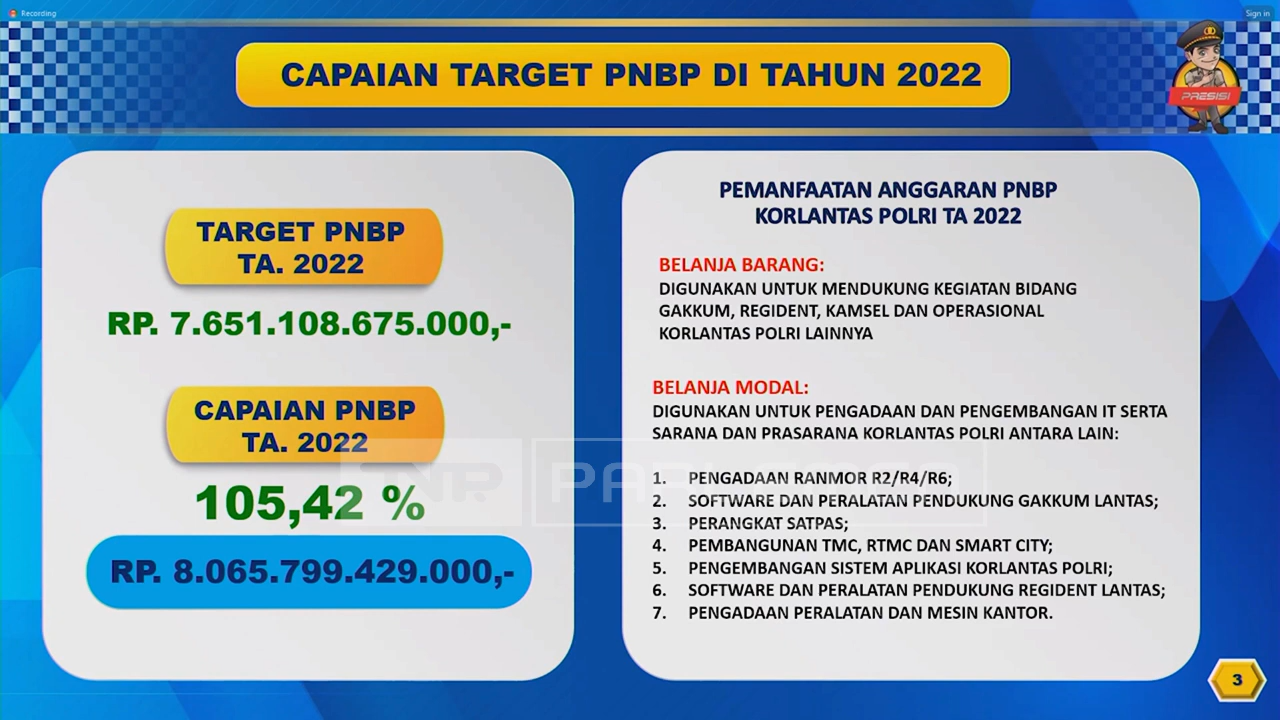 Recording
Sign in
CAPAIAN TARGET PNBP DI TAHUN 2022
PRESISI
TARGET PNBP
TA. 2022
RP. 7.651.108.675.000,-
CAPAIAN PNBP
TA. 2022
105,42 %
RP. 8.065.799.429.000,-
PEMANFAATAN ANGGARAN PNBP
KORLANTAS POLRI TA 2022
BELANJA BARANG:
DIGUNAKAN UNTUK MENDUKUNG KEGIATAN BIDANG
GAKKUM, REGIDENT, KAMSEL DAN OPERASIONAL
KORLANTAS POLRI LAINNYA
BELANJA MODAL:
DIGUNAKAN UNTUK PENGADAAN DAN PENGEMBANGAN IT SERTA
SARANA DAN PRASARANA KORLANTAS POLRI ANTARA LAIN:
1. PENGADAAN RANMOR R2/R4/R6;
2. SOFTWARE DAN PERALATAN PENDUKUNG GAKKUM LANTAS;
3. PERANGKAT SATPAS;
4. PEMBANGUNAN TMC, RTMC DAN SMART CITY;
5. PENGEMBANGAN SISTEM APLIKASI KORLANTAS POLRI;
6. SOFTWARE DAN PERALATAN PENDUKUNG REGIDENT LANTAS;
7. PENGADAAN PERALATAN DAN MESIN KANTOR.
3